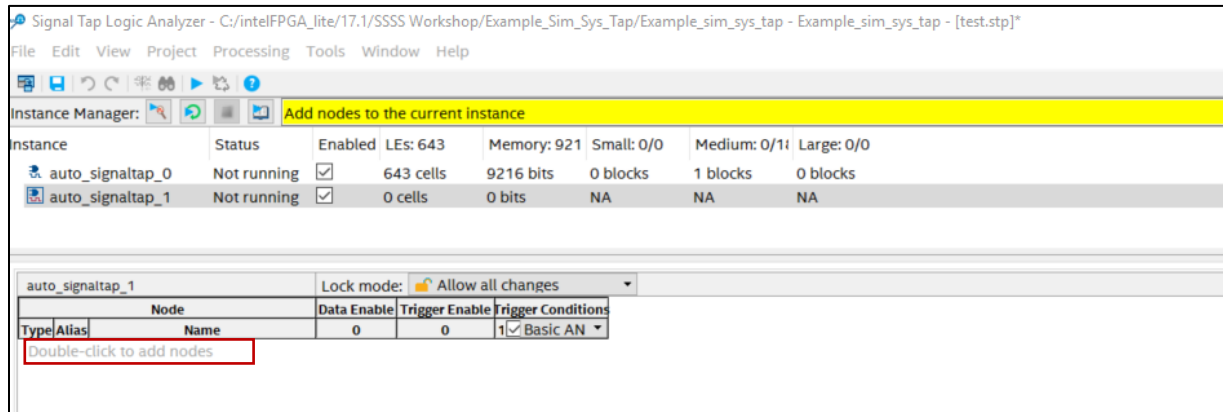 Signal Tap Logic Analyzer - C:/intelFPGA_lite/17.1/SSSS Workshop/Example_Sim_Sys_Tap/Example_sim_sys_tap - Example_sim_sys_tap - [test.stp]*
File Edit View Project Processing Tools Window Help
Instance Manager: Add nodes to the current instance
Instance Status Enabled LEs: 643 Memory: 921 Small: 0/0 Medium: 0/18 Large: 0/0
auto_signaltap_0 Not running 643 cells 9216 bits 0 blocks 1 blocks 0 blocks
auto_signaltap_1 Not running 0 cells 0 bits NA NA NA
auto_signaltap_1 Lock mode: Allow all changes
Node Data Enable Trigger Enable Trigger Conditions
Type Alias Name 0 0 1 Basic AN
Double-click to add nodes